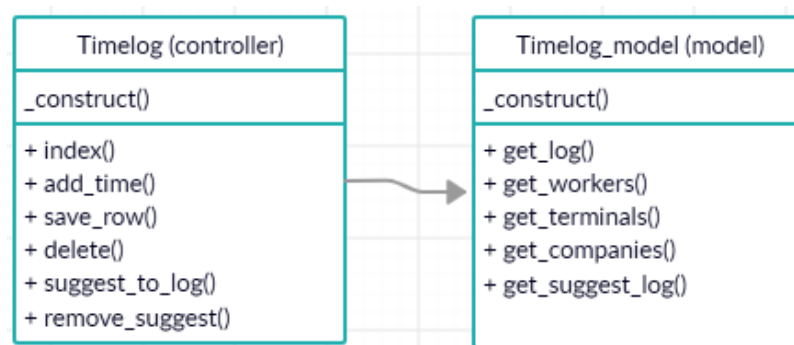 Timelog (controller)
_construct()
+ index()
+ add_time()
+ save_row()
+ delete()
+ suggest_to_log()
+ remove_suggest()
Timelog_model (model)
_construct()
+ get_log()
+ get_workers()
+ get_terminals()
+ get_companies()
+ get_suggest_log()